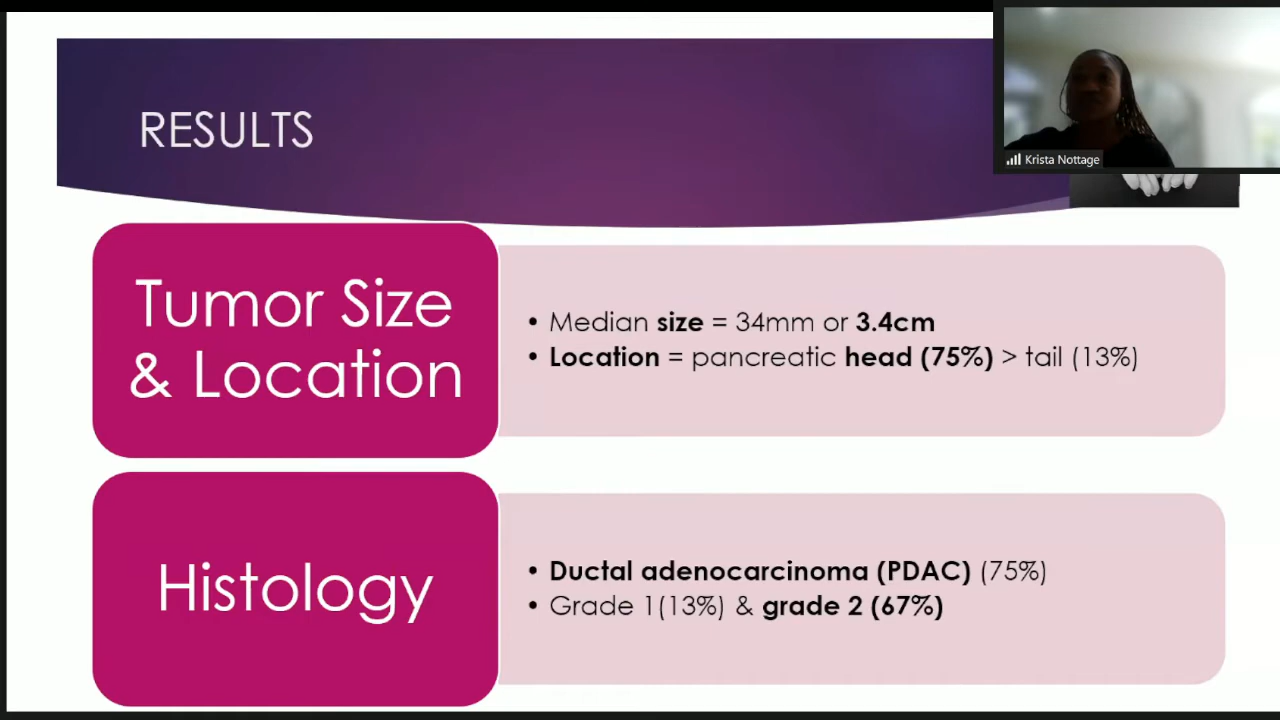 RESULTS
Krista Nottage
Tumor Size
& Location
• Median size = 34mm or 3.4cm
• Location = pancreatic head (75%) > tail (13%)
Histology
• Ductal adenocarcinoma (PDAC) (75%)
• Grade 1(13%) & grade 2 (67%)